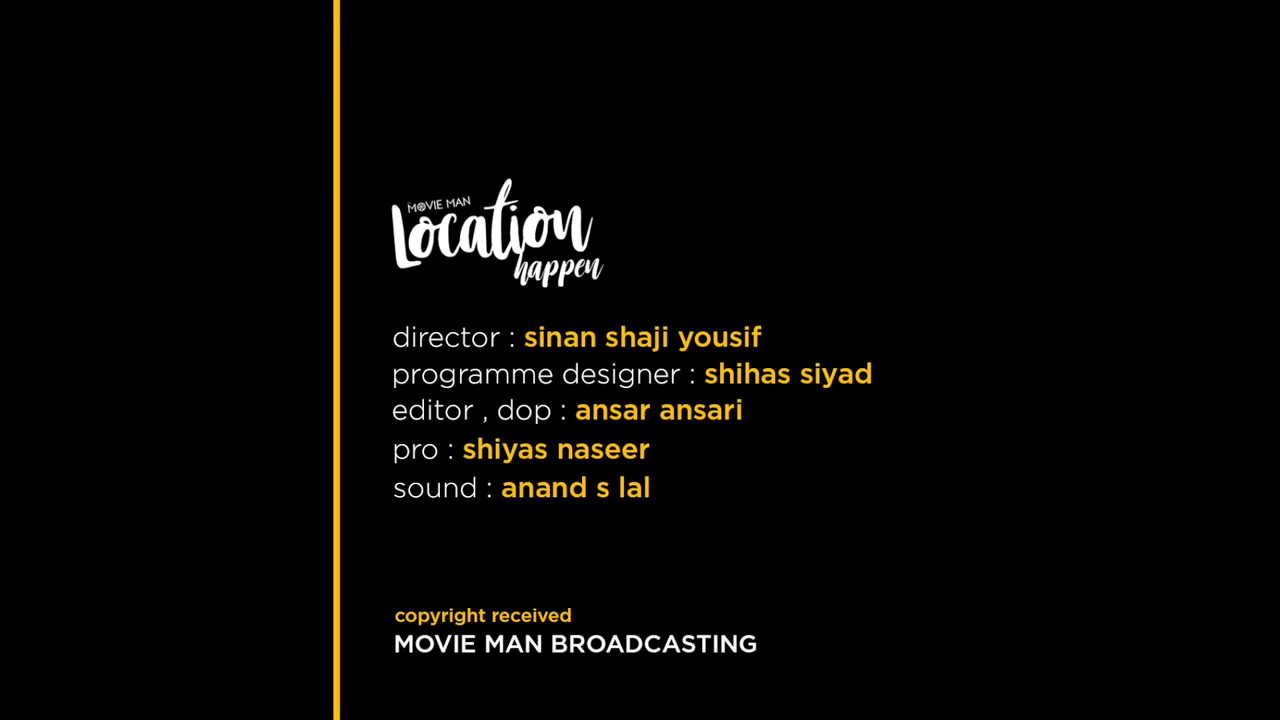 MOVIE MAN
Location
happen
director : sinan shaji yousif
programme designer : shihas siyad
editor , dop : ansar ansari
pro : shiyas naseer
sound : anand s lal
copyright received
MOVIE MAN BROADCASTING